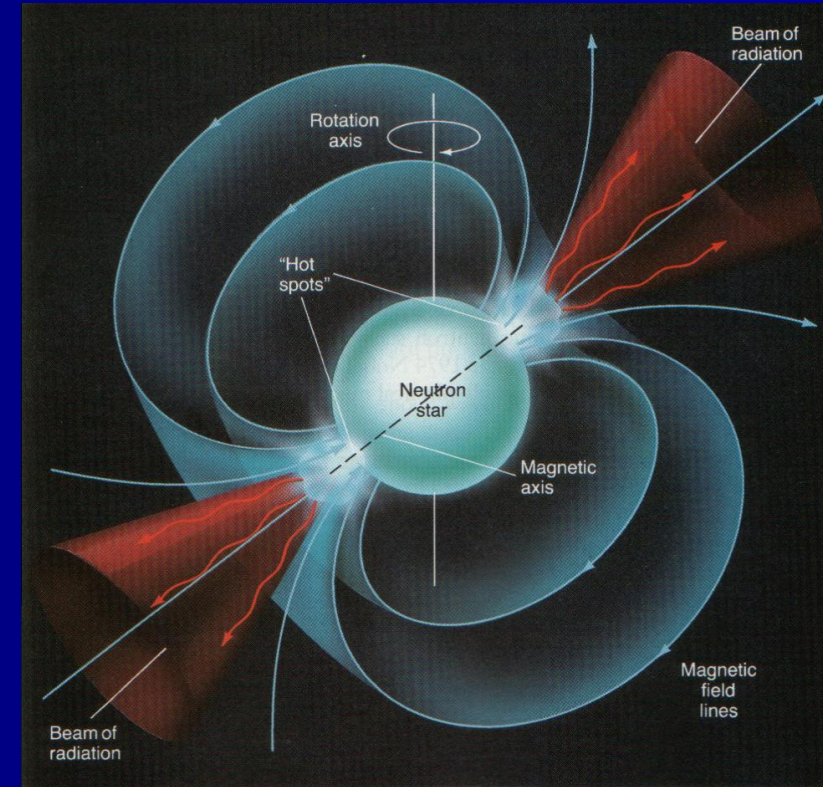 Beam of
radiation
Rotation
axis
“Hot
spots”
Neutron
star
Magnetic
axis
Magnetic
field
lines
Beam of
radiation